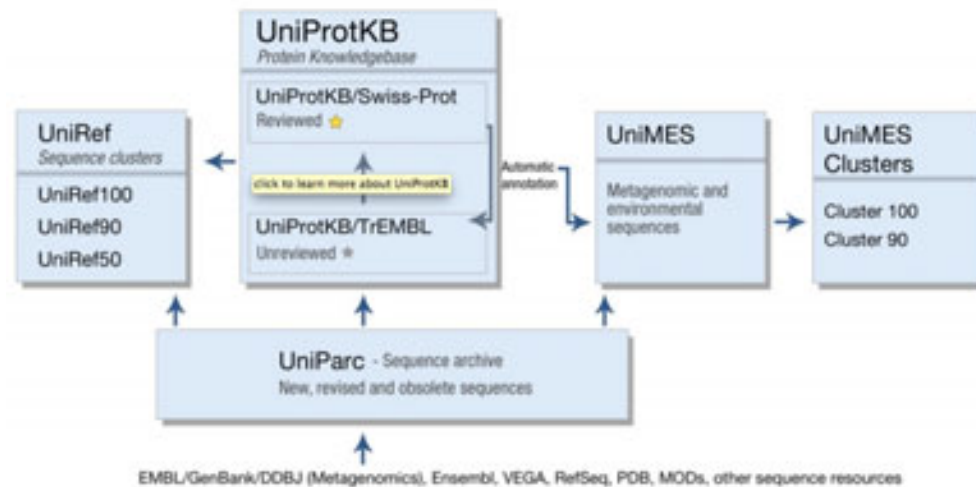 UniProtKB
Protein Knowledgebase
UniProtKB/Swiss-Prot
Reviewed
click to learn more about UniProtKB
UniProtKB/TrEMBL
Unreviewed
UniRef
Sequence clusters
UniRef100
UniRef90
UniRef50
Automatic
annotation
UniMES
Metagenomic and
environmental
sequences
UniMES
Clusters
Cluster 100
Cluster 90
UniParc - Sequence archive
New, revised and obsolete sequences
EMBL/GenBank/DDBJ (Metagenomics), Ensembl, VEGA, RefSeq, PDB, MODs, other sequence resources